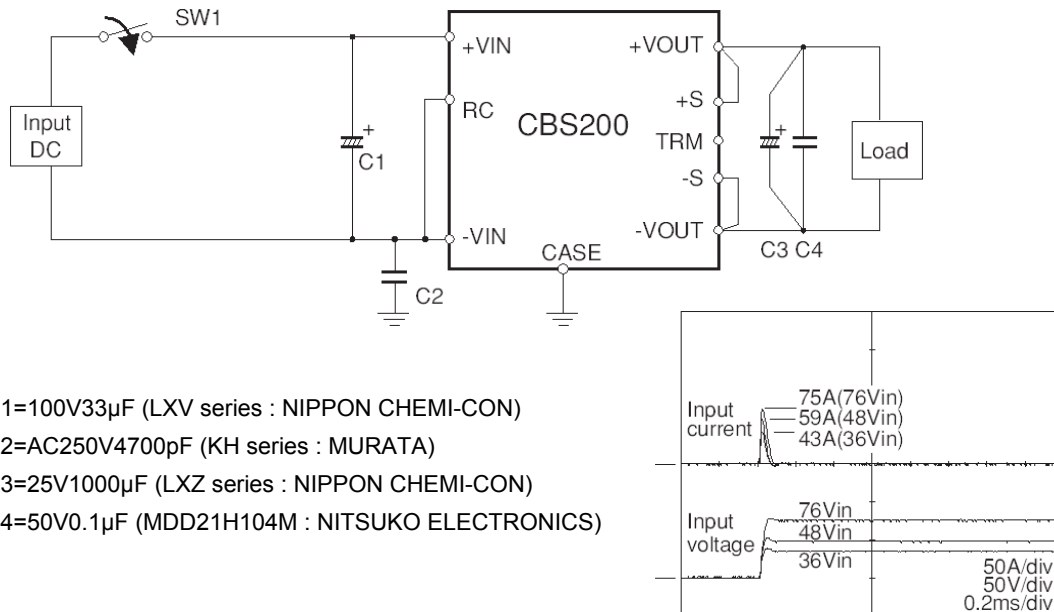 SW1
+VIN
+VOUT
RC
+S
CBS200
Input
DC
+
C1
TRM
+
Load
-S
-VIN
-VOUT
CASE
C3 C4
C2
1=100V33µF (LXV series : NIPPON CHEMI-CON)
2=AC250V4700pF (KH series : MURATA)
3=25V1000µF (LXZ series : NIPPON CHEMI-CON)
4=50V0.1µF (MDD21H104M : NITSUKO ELECTRONICS)
Input
current
75A(76Vin)
59A(48Vin)
43A(36Vin)
Input
voltage
76Vin
48Vin
36Vin
50A/div
50V/div
0.2ms/div